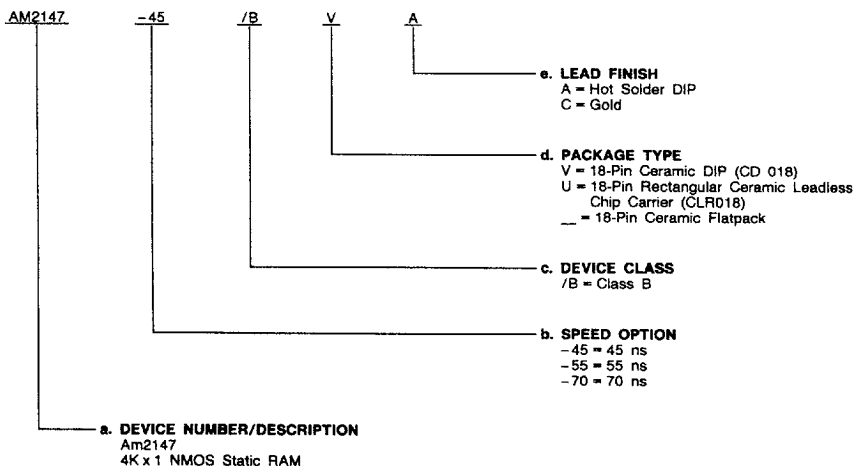 AM2147 -45 /B V A
e. LEAD FINISH
A = Hot Solder DIP
C = Gold
d. PACKAGE TYPE
V = 18-Pin Ceramic DIP (CD 018)
U = 18-Pin Rectangular Ceramic Leadless
Chip Carrier (CLR018)
__ = 18-Pin Ceramic Flatpack
c. DEVICE CLASS
/B = Class B
b. SPEED OPTION
-45 = 45 ns
-55 = 55 ns
-70 = 70 ns
a. DEVICE NUMBER/DESCRIPTION
Am2147
4K x 1 NMOS Static RAM